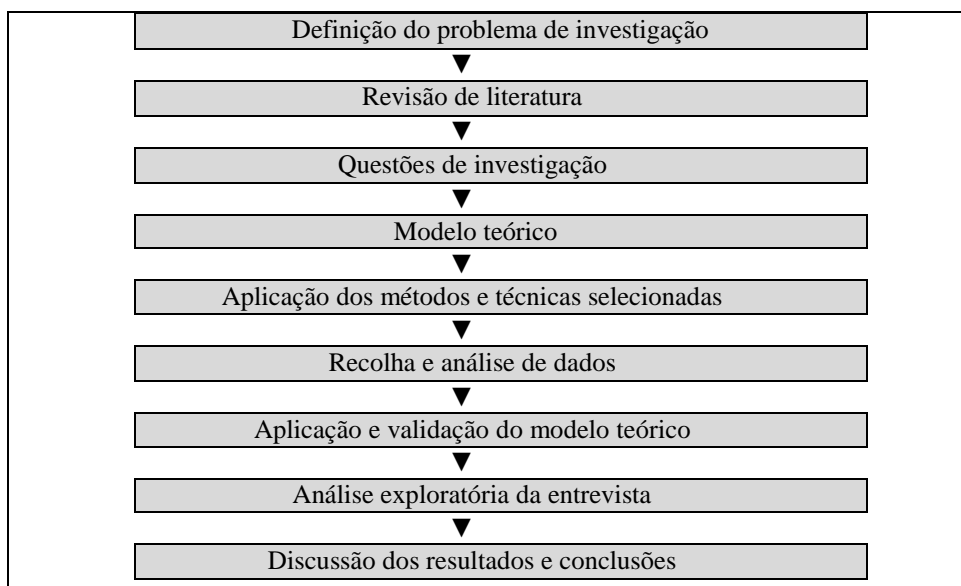 Definição do problema de investigação
▼
Revisão de literatura
▼
Questões de investigação
▼
Modelo teórico
▼
Aplicação dos métodos e técnicas selecionadas
▼
Recolha e análise de dados
▼
Aplicação e validação do modelo teórico
▼
Análise exploratória da entrevista
▼
Discussão dos resultados e conclusões